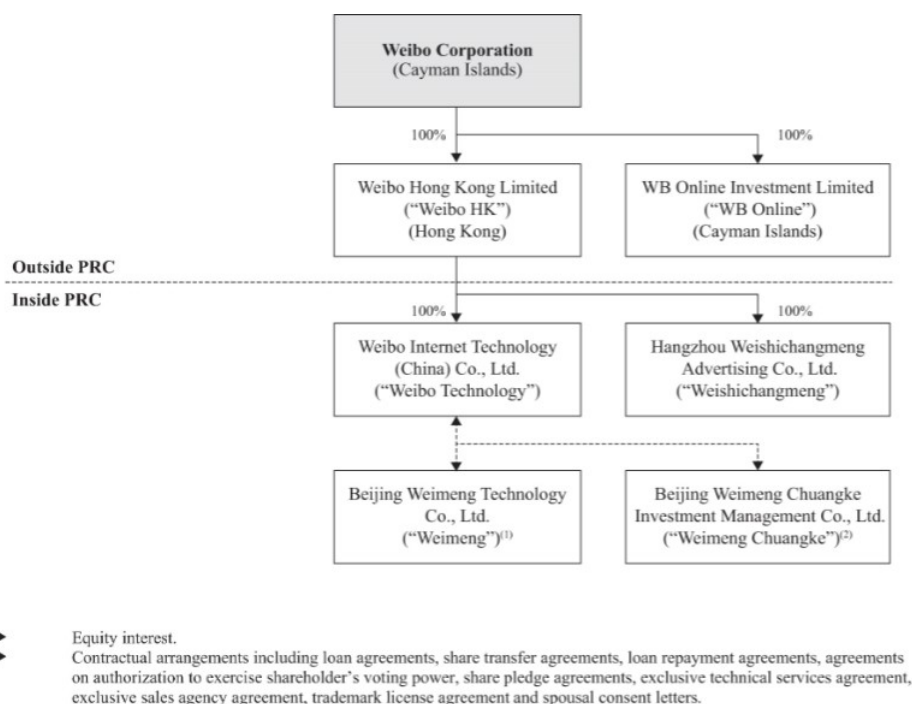 Weibo Corporation
(Cayman Islands)
100%
100%
Weibo Hong Kong Limited
(“Weibo HK”)
(Hong Kong)
WB Online Investment Limited
(“WB Online”)
(Cayman Islands)
Outside PRC
Inside PRC
100%
100%
Weibo Internet Technology
(China) Co., Ltd.
(“Weibo Technology”)
Hangzhou Weishichangmeng
Advertising Co., Ltd.
(“Weishichangmeng”)
Beijing Weimeng Technology
Co., Ltd.
(“Weimeng”)(1)
Beijing Weimeng Chuangke
Investment Management Co., Ltd.
(“Weimeng Chuangke”)(2)
Equity interest.
Contractual arrangements including loan agreements, share transfer agreements, loan repayment agreements, agreements
on authorization to exercise shareholder’s voting power, share pledge agreements, exclusive technical services agreement,
exclusive sales agency agreement, trademark license agreement and spousal consent letters.